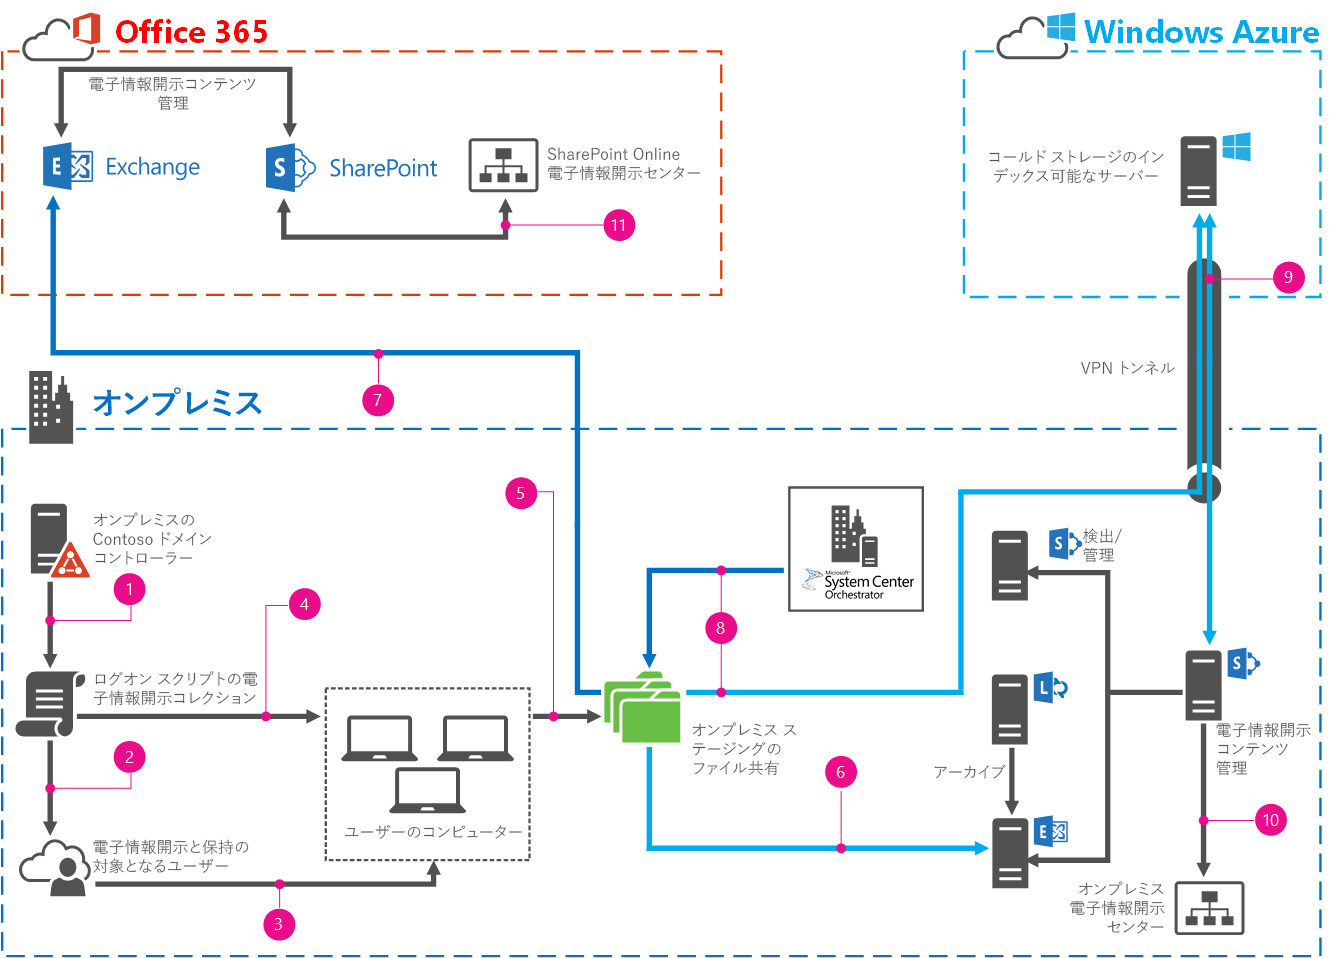 Office 365
Windows Azure
電子情報開示コンテンツ
管理
E
Exchange
S
SharePoint
SharePoint Online
電子情報開示センター
11
コールド ストレージのイン
デックス可能なサーバー
9
VPN トンネル
7
オンプレミス
オンプレミスの
Contoso ドメイン
コントローラー
1
ログオン スクリプトの電
子情報開示コレクション
2
電子情報開示と保持の
対象となるユーザー
3
4
ユーザーのコンピューター
5
オンプレミス ス
テージングの
ファイル共有
6
8
Microsoft
System Center
Orchestrator
S
検出/
管理
L
アーカイブ
E
S
電子情報開示
コンテンツ
管理
10
オンプレミス
電子情報開示
センター